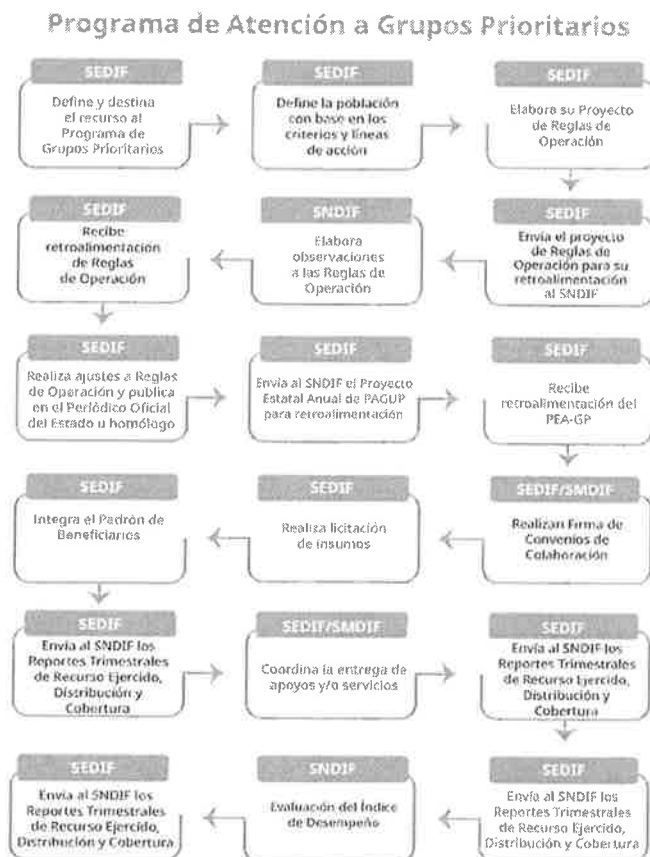 Programa de Atención a Grupos Prioritarios
SEDIF
Define y destina
el recurso al
Programa de
Grupos Prioritarios
SEDIF
Define la población
con base en los
criterios y líneas
de acción
SEDIF
Elabora su Proyecto
de Reglas de
Operación
SEDIF
Envía el proyecto
de Reglas de
Operación para su
retroalimentación
al SNDIF
SNDIF
Elabora
observaciones
a las Reglas de
Operación
SEDIF
Recibe
retroalimentación
de Reglas
de Operación
SEDIF
Realiza ajustes a Reglas
de Operación y publica
en el Periódico Oficial
del Estado u homólogo
SEDIF
Envía al SNDIF el Proyecto
Estatal Anual de PAGUP
para retroalimentación
SEDIF
Recibe
retroalimentación del
PEA-GP
SEDIF/SMDIF
Realizan Firma de
Convenios de
Colaboración
SEDIF
Realiza licitación
de insumos
SEDIF
Integra el Padrón de
Beneficiarios
SEDIF
Envía al SNDIF los
Reportes Trimestrales
de Recurso Ejercido,
Distribución y
Cobertura
SEDIF/SMDIF
Coordina la entrega de
apoyos y/o servicios
SEDIF
Envía al SNDIF los
Reportes Trimestrales
de Recurso Ejercido,
Distribución y
Cobertura
SEDIF
Envía al SNDIF los
Reportes Trimestrales
de Recurso Ejercido,
Distribución y Cobertura
SNDIF
Evaluación del Índice
de Desempeño
SEDIF
Envía al SNDIF los
Reportes Trimestrales
de Recurso Ejercido,
Distribución y Cobertura